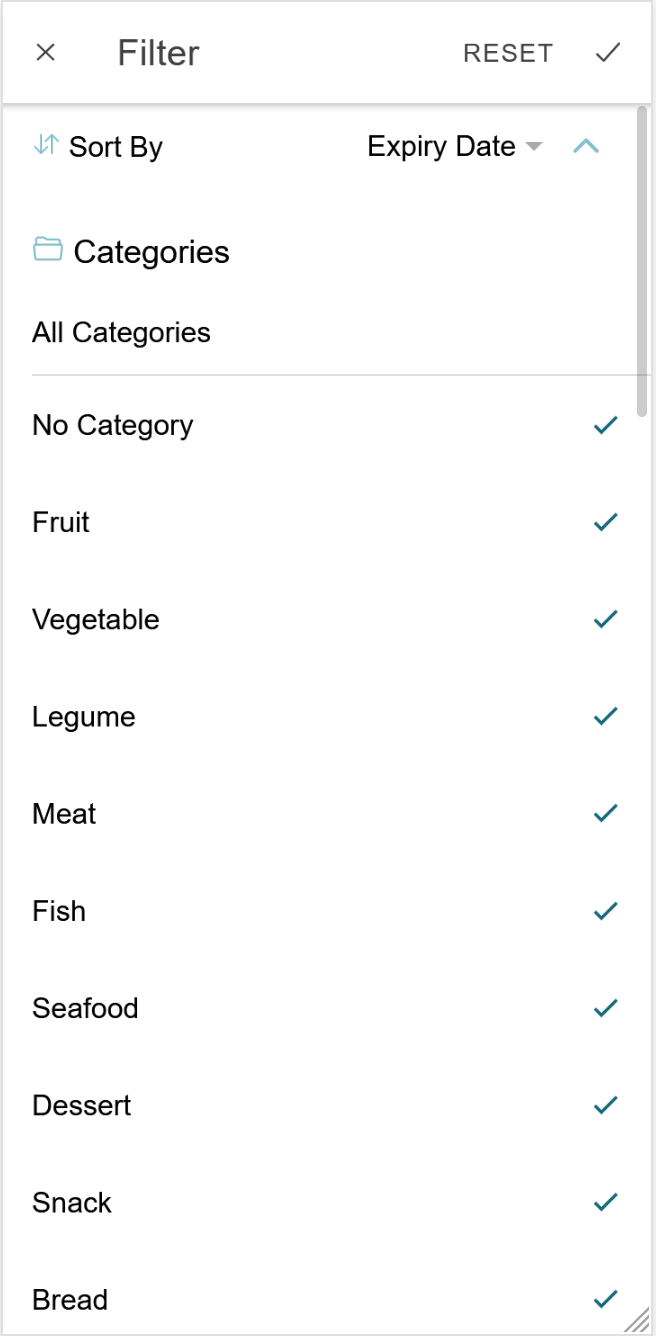 Filter RESET
Sort By Expiry Date
Categories
All Categories
No Category
Fruit
Vegetable
Legume
Meat
Fish
Seafood
Dessert
Snack
Bread